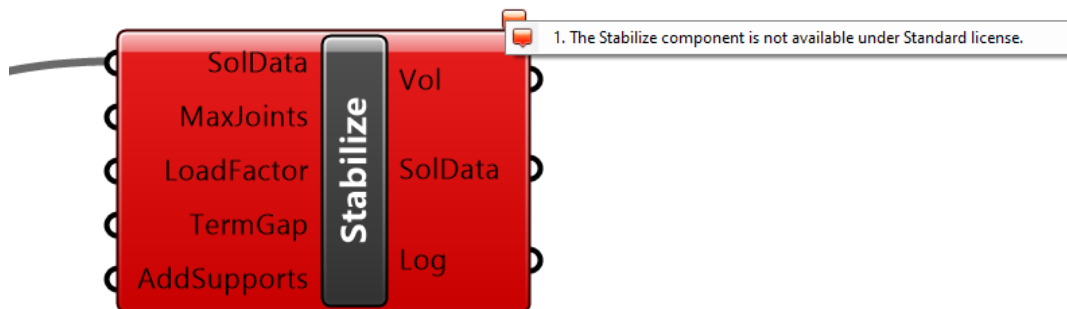 1. The Stabilize component is not available under Standard license.
SolData
MaxJoints
LoadFactor
TermGap
AddSupports
Stabilize
Vol
SolData
Log